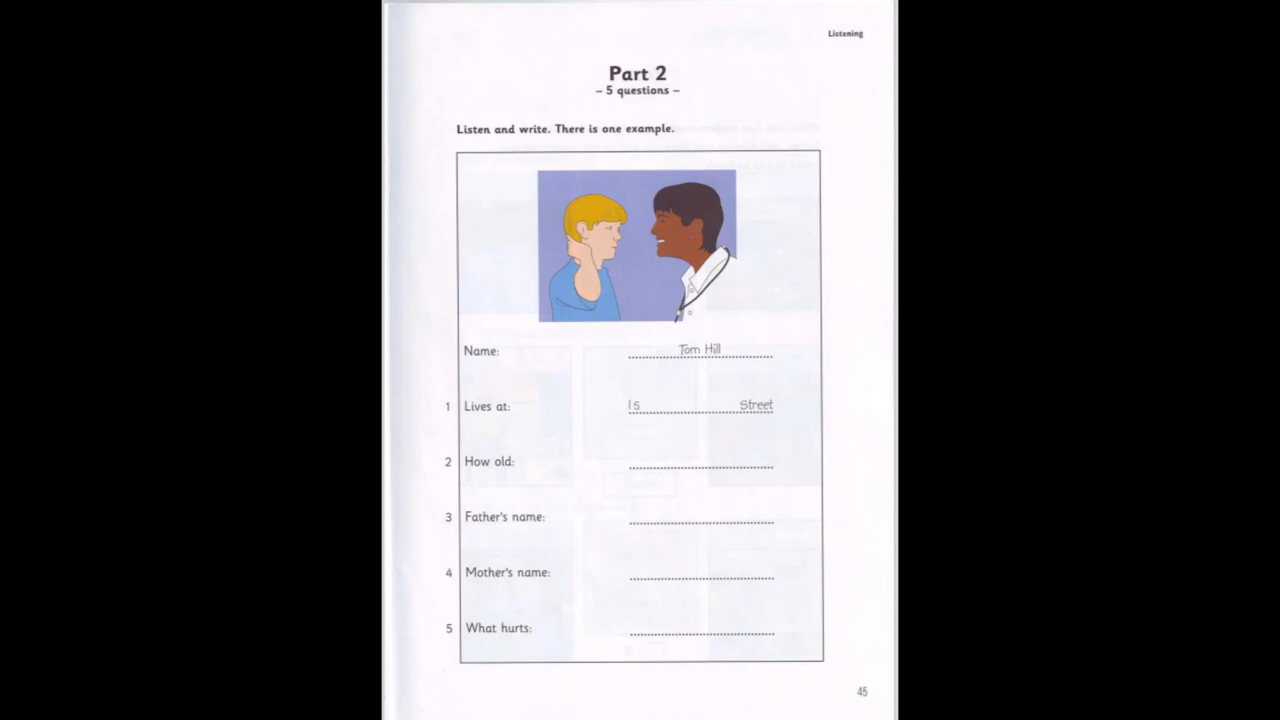 Listening
Part 2
– 5 questions –
Listen and write. There is one example.
Name: Tom Hill
1 Lives at: 15 Street
2 How old:
3 Father's name:
4 Mother's name:
5 What hurts:
45